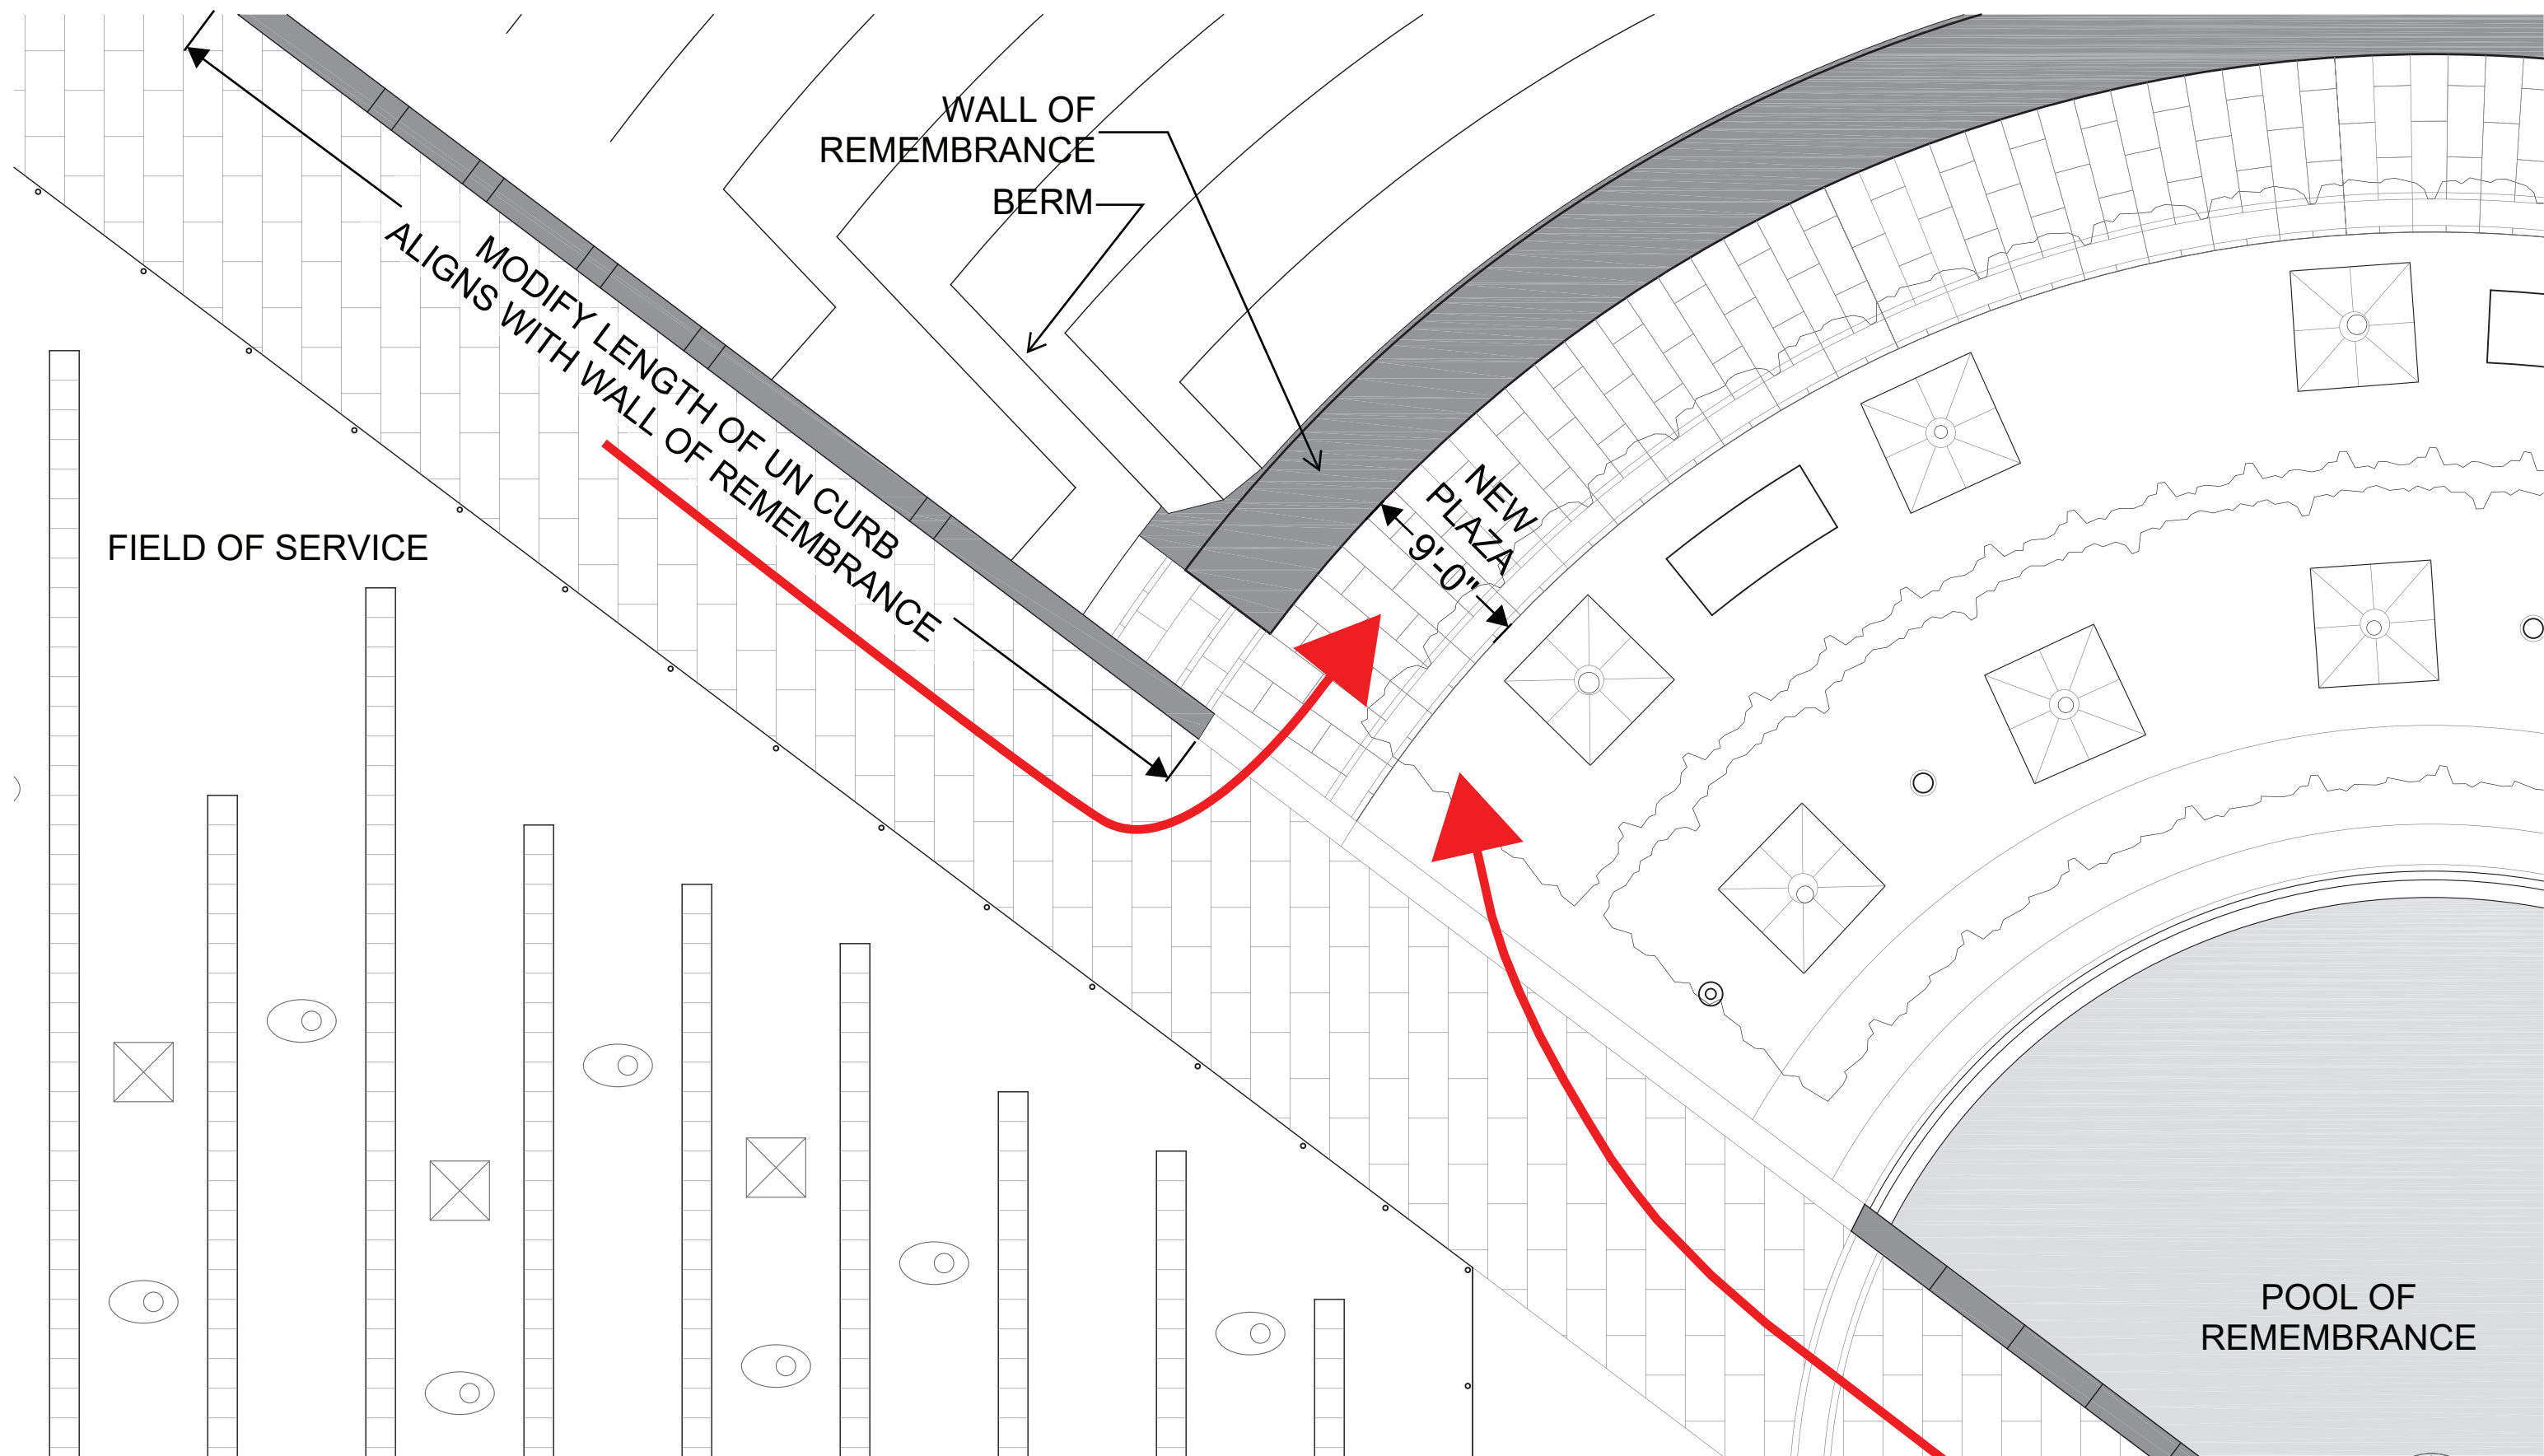 WALL OF
REMEMBRANCE
BERM
MODIFY LENGTH OF UN CURB
ALIGNS WITH WALL OF REMEMBRANCE
NEW
PLAZA
9'-0"
FIELD OF SERVICE
POOL OF
REMEMBRANCE